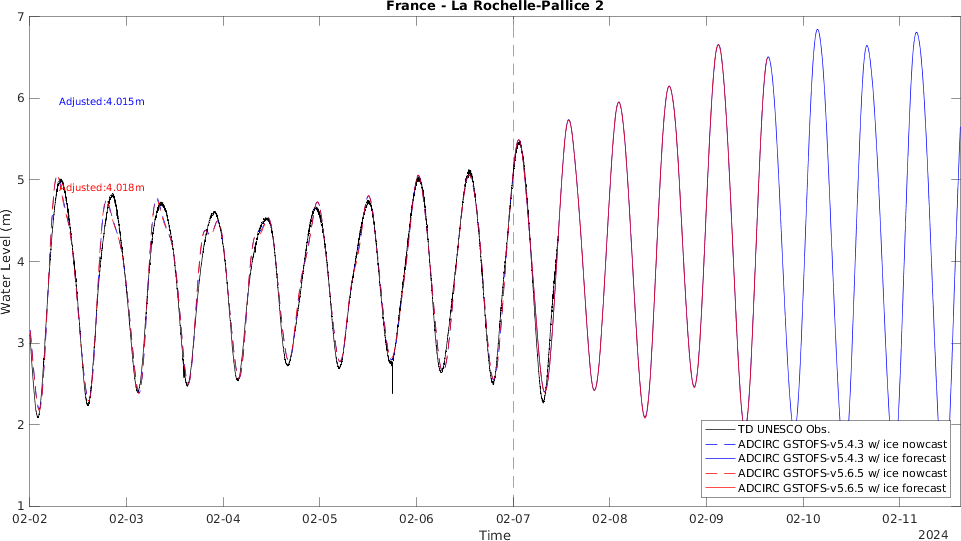 France - La Rochelle-Pallice 2
7
6
5
4
3
2
1
Water Level (m)
Adjusted:4.015m
Adjusted:4.018m
TD UNESCO Obs.
ADCIRC GSTOFS-v5.4.3 w/ ice nowcast
ADCIRC GSTOFS-v5.4.3 w/ ice forecast
ADCIRC GSTOFS-v5.6.5 w/ ice nowcast
ADCIRC GSTOFS-v5.6.5 w/ ice forecast
02-02 02-03 02-04 02-05 02-06 02-07 02-08 02-09 02-10 02-11
Time
2024